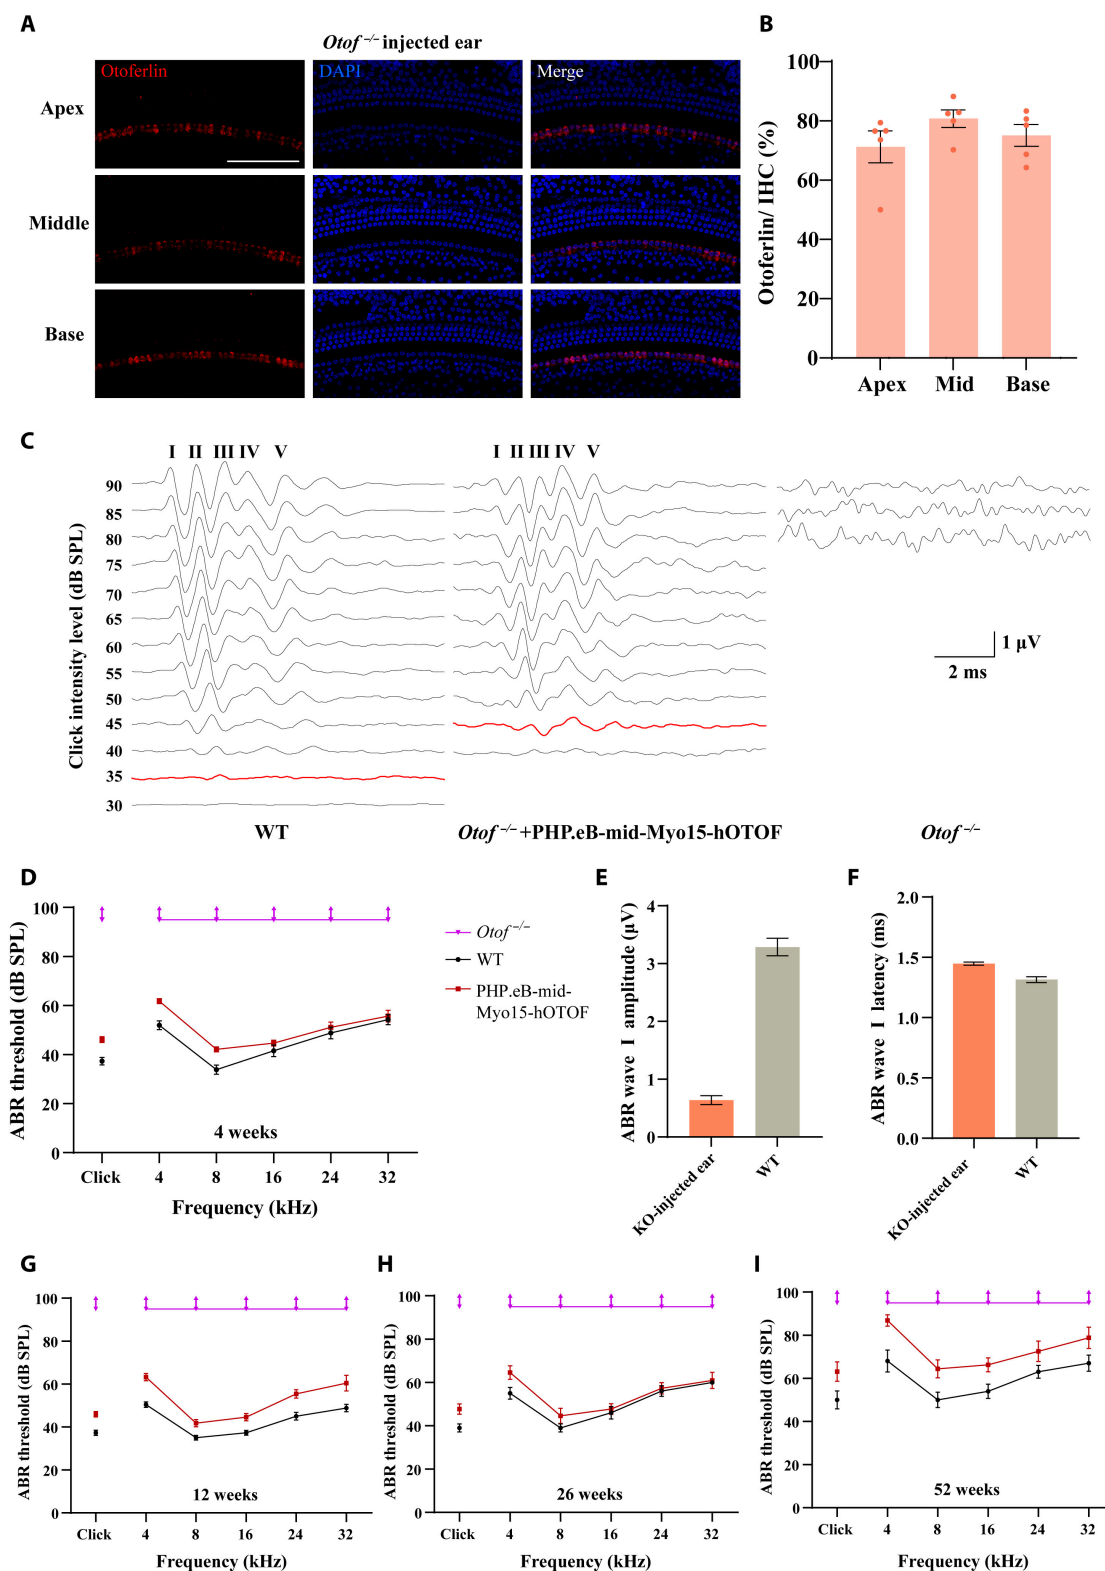 A
Otof −/− injected ear
Otoferlin
DAPI
Merge
Apex
Middle
Base
B
Otoferlin/ IHC (%)
100
80
60
40
20
0
Apex Mid Base
C
Click intensity level (dB SPL)
I II III IV V
I II III IV V
90
85
80
75
70
65
60
55
50
45
40
35
30
1 µV
2 ms
WT
Otof −/−+PHP.eB-mid-Myo15-hOTOF
Otof −/−
D
ABR threshold (dB SPL)
100
80
60
40
20
0
4 weeks
Click 4 8 16 24 32
Frequency (kHz)
Otof −/−
WT
PHP.eB-mid-
Myo15-hOTOF
E
ABR wave I amplitude (µV)
4
3
2
1
0
KO-injected ear
WT
F
ABR wave I latency (ms)
2.0
1.5
1.0
0.5
0.0
KO-injected ear
WT
G
ABR threshold (dB SPL)
100
80
60
40
20
0
12 weeks
Click 4 8 16 24 32
Frequency (kHz)
H
ABR threshold (dB SPL)
100
80
60
40
20
0
26 weeks
Click 4 8 16 24 32
Frequency (kHz)
I
ABR threshold (dB SPL)
100
80
60
40
20
0
52 weeks
Click 4 8 16 24 32
Frequency (kHz)